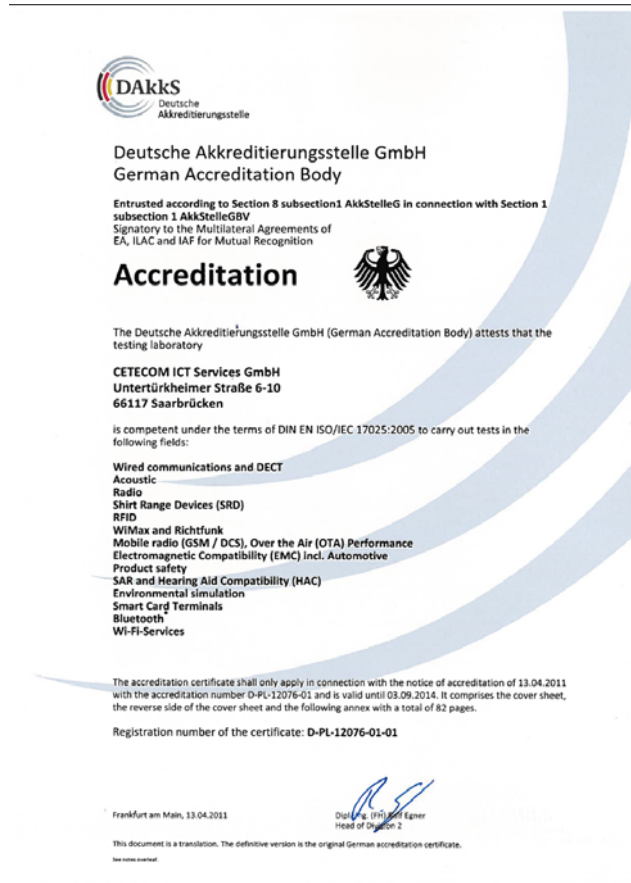 DAkkS
Deutsche
Akkreditierungsstelle
Deutsche Akkreditierungsstelle GmbH
German Accreditation Body
Entrusted according to Section 8 subsection1 AkkStelleG in connection with Section 1
subsection 1 AkkStelleGBV
Signatory to the Multilateral Agreements of
EA, ILAC and IAF for Mutual Recognition
Accreditation
The Deutsche Akkreditierungsstelle GmbH (German Accreditation Body) attests that the
testing laboratory
CETECOM ICT Services GmbH
Untertürkheimer Straße 6-10
66117 Saarbrücken
is competent under the terms of DIN EN ISO/IEC 17025:2005 to carry out tests in the
following fields:
Wired communications and DECT
Acoustic
Radio
Shirt Range Devices (SRD)
RFID
WiMax and Richtfunk
Mobile radio (GSM / DCS), Over the Air (OTA) Performance
Electromagnetic Compatibility (EMC) incl. Automotive
Product safety
SAR and Hearing Aid Compatibility (HAC)
Environmental simulation
Smart Card Terminals
Bluetooth®
Wi-Fi-Services
The accreditation certificate shall only apply in connection with the notice of accreditation of 13.04.2011
with the accreditation number D-PL-12076-01 and is valid until 03.09.2014. It comprises the cover sheet,
the reverse side of the cover sheet and the following annex with a total of 82 pages.
Registration number of the certificate: D-PL-12076-01-01
Frankfurt am Main, 13.04.2011
Dipl.-Ing. (FH) Ralf Egner
Head of Division 2
This document is a translation. The definitive version is the original German accreditation certificate.
See notes overleaf.